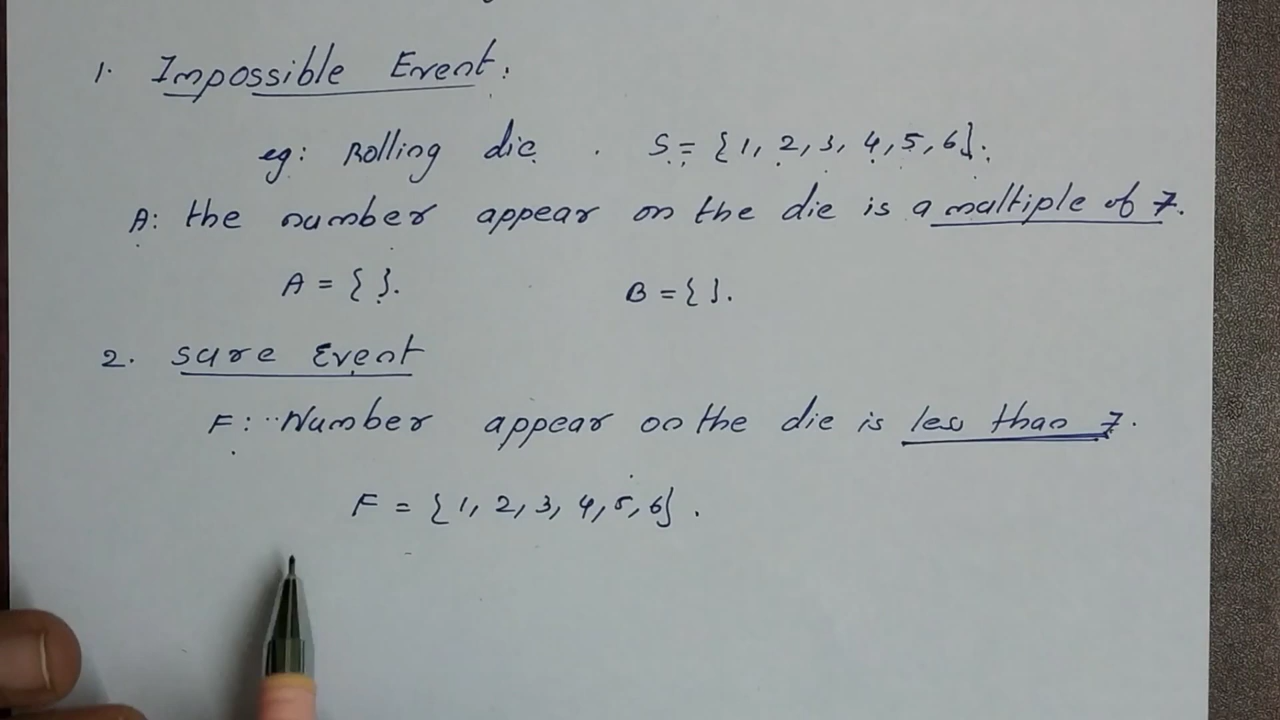 1. Impossible Event:
eg: Rolling die. S = {1, 2, 3, 4, 5, 6}.
A: the number appear on the die is a multiple of 7.
A = { }. B = { }.
2. Sure Event
F: Number appear on the die is less than 7.
F = {1, 2, 3, 4, 5, 6}.